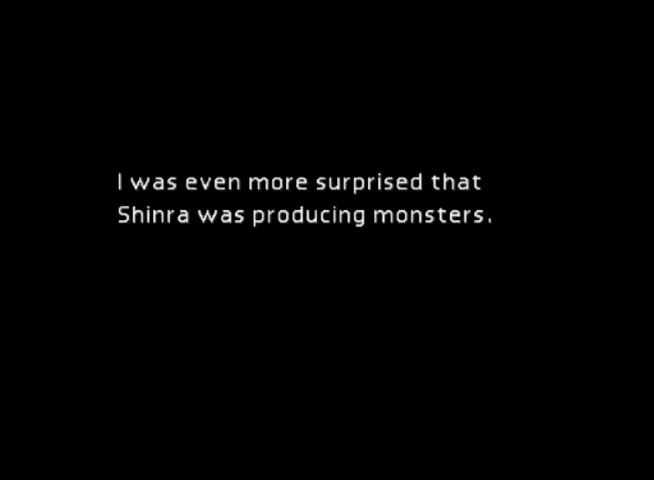 I was even more surprised that
Shinra was producing monsters.